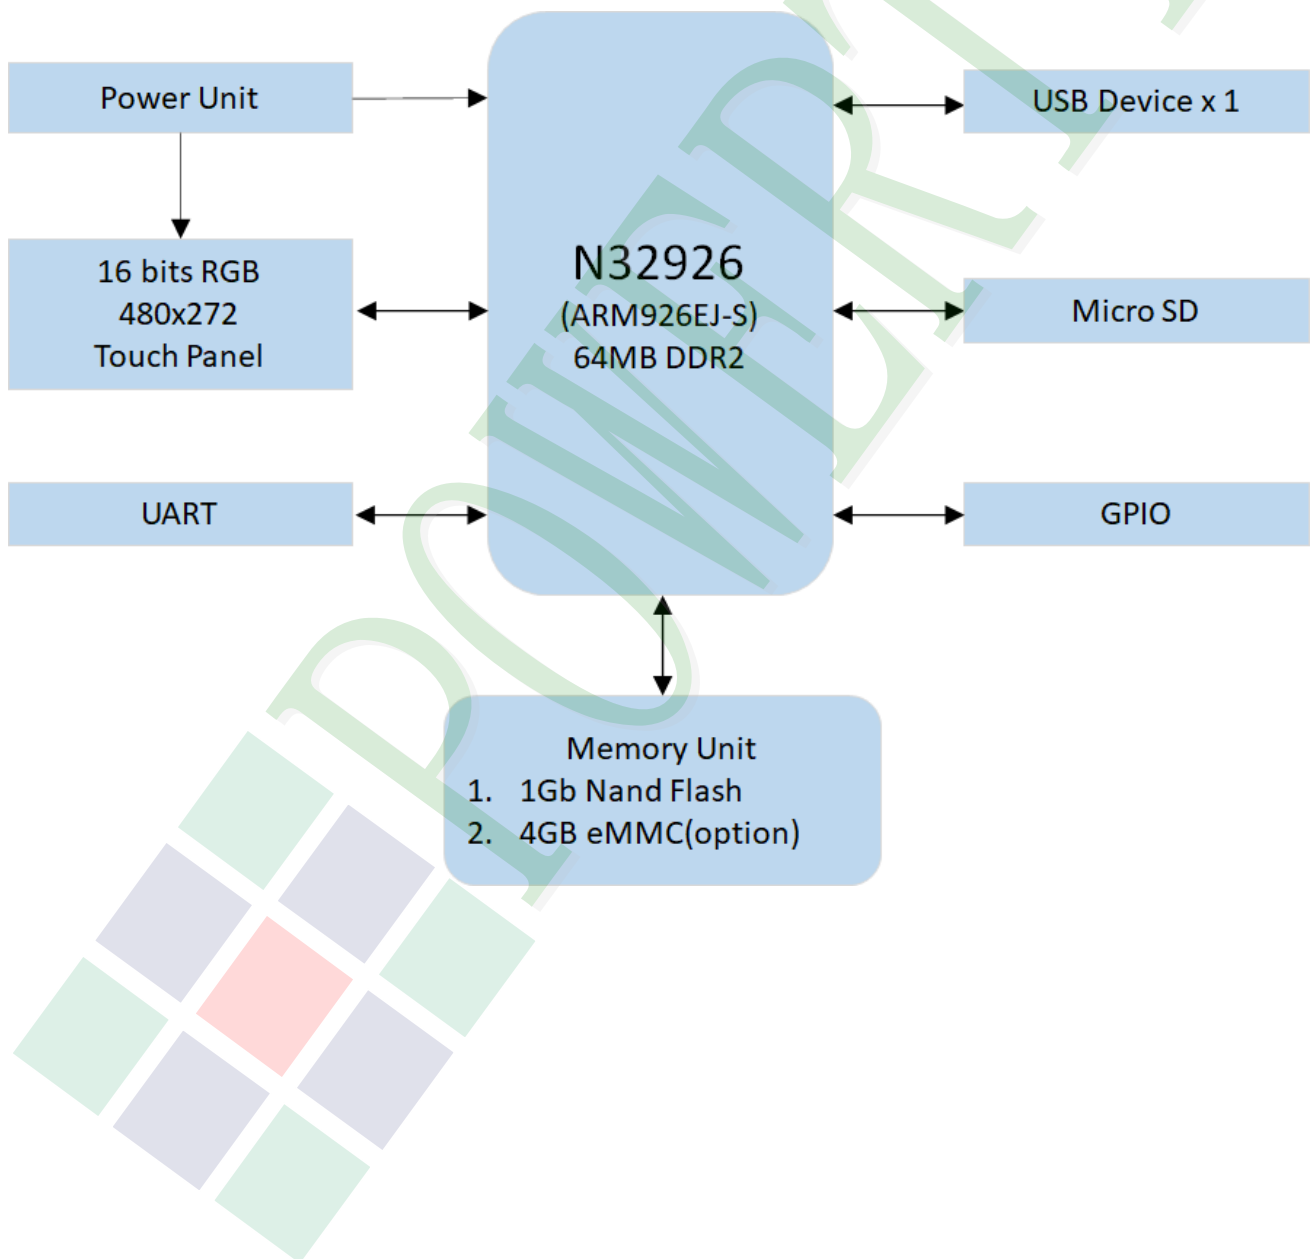 Power Unit
16 bits RGB
480x272
Touch Panel
UART
N32926
(ARM926EJ-S)
64MB DDR2
USB Device x 1
Micro SD
GPIO
Memory Unit
1. 1Gb Nand Flash
2. 4GB eMMC(option)
POWERT